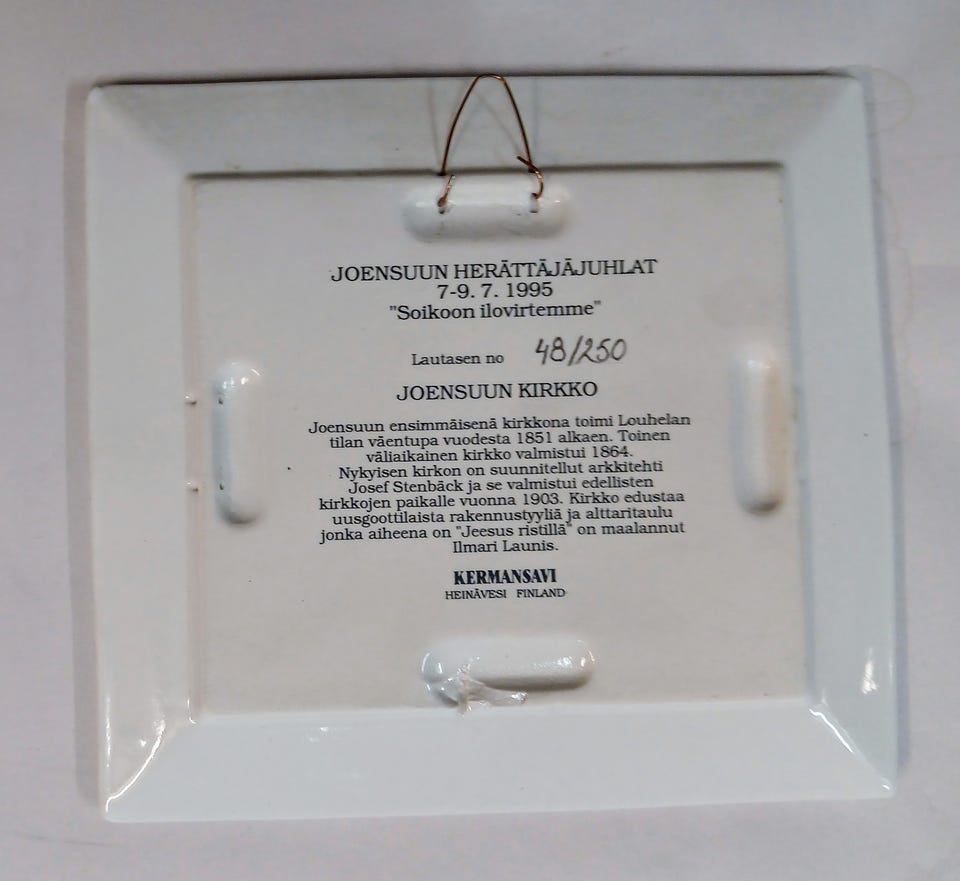 JOENSUUN HERÄTTÄJÄJUHLAT
7-9. 7. 1995
"Soikoon ilovirtemme"
Lautasen no 48/250
JOENSUUN KIRKKO
Joensuun ensimmäisenä kirkkona toimi Louhelan
tilan väentupa vuodesta 1851 alkaen. Toinen
väliaikainen kirkko valmistui 1864.
Nykyisen kirkon on suunnitellut arkkitehti
Josef Stenbäck ja se valmistui edellisten
kirkkojen paikalle vuonna 1903. Kirkko edustaa
uusgoottilaista rakennustyyliä ja alttaritaulu
jonka aiheena on "Jeesus ristillä" on maalannut
Ilmari Launis.
KERMANSAVI
HEINÄVESI FINLAND